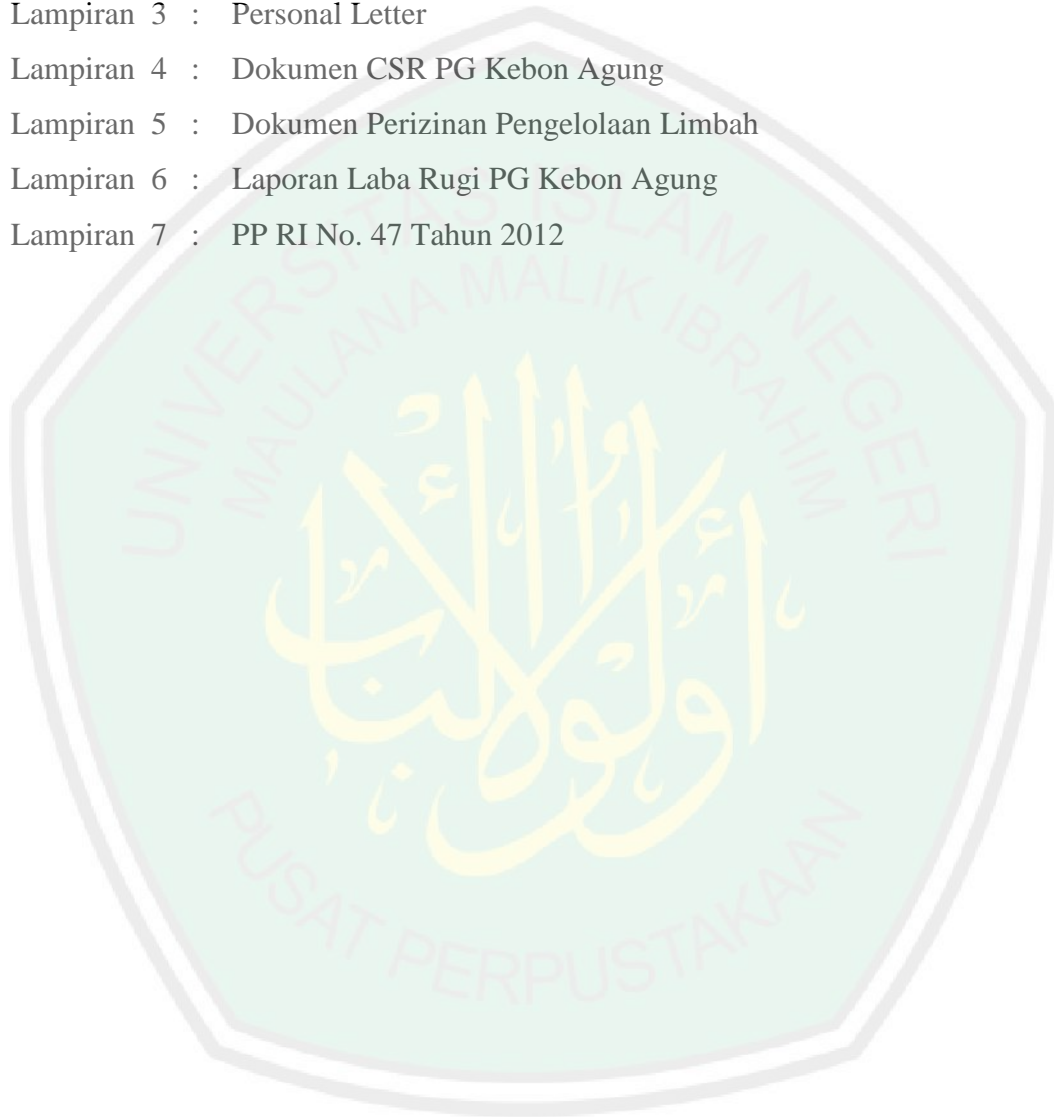 Lampiran 3 : Personal Letter
Lampiran 4 : Dokumen CSR PG Kebon Agung
Lampiran 5 : Dokumen Perizinan Pengelolaan Limbah
Lampiran 6 : Laporan Laba Rugi PG Kebon Agung
Lampiran 7 : PP RI No. 47 Tahun 2012
UNIVERSITAS ISLAM NEGERI
MAULANA MALIK IBRAHIM
أولوا الألباب
PUSAT PERPUSTAKAAN